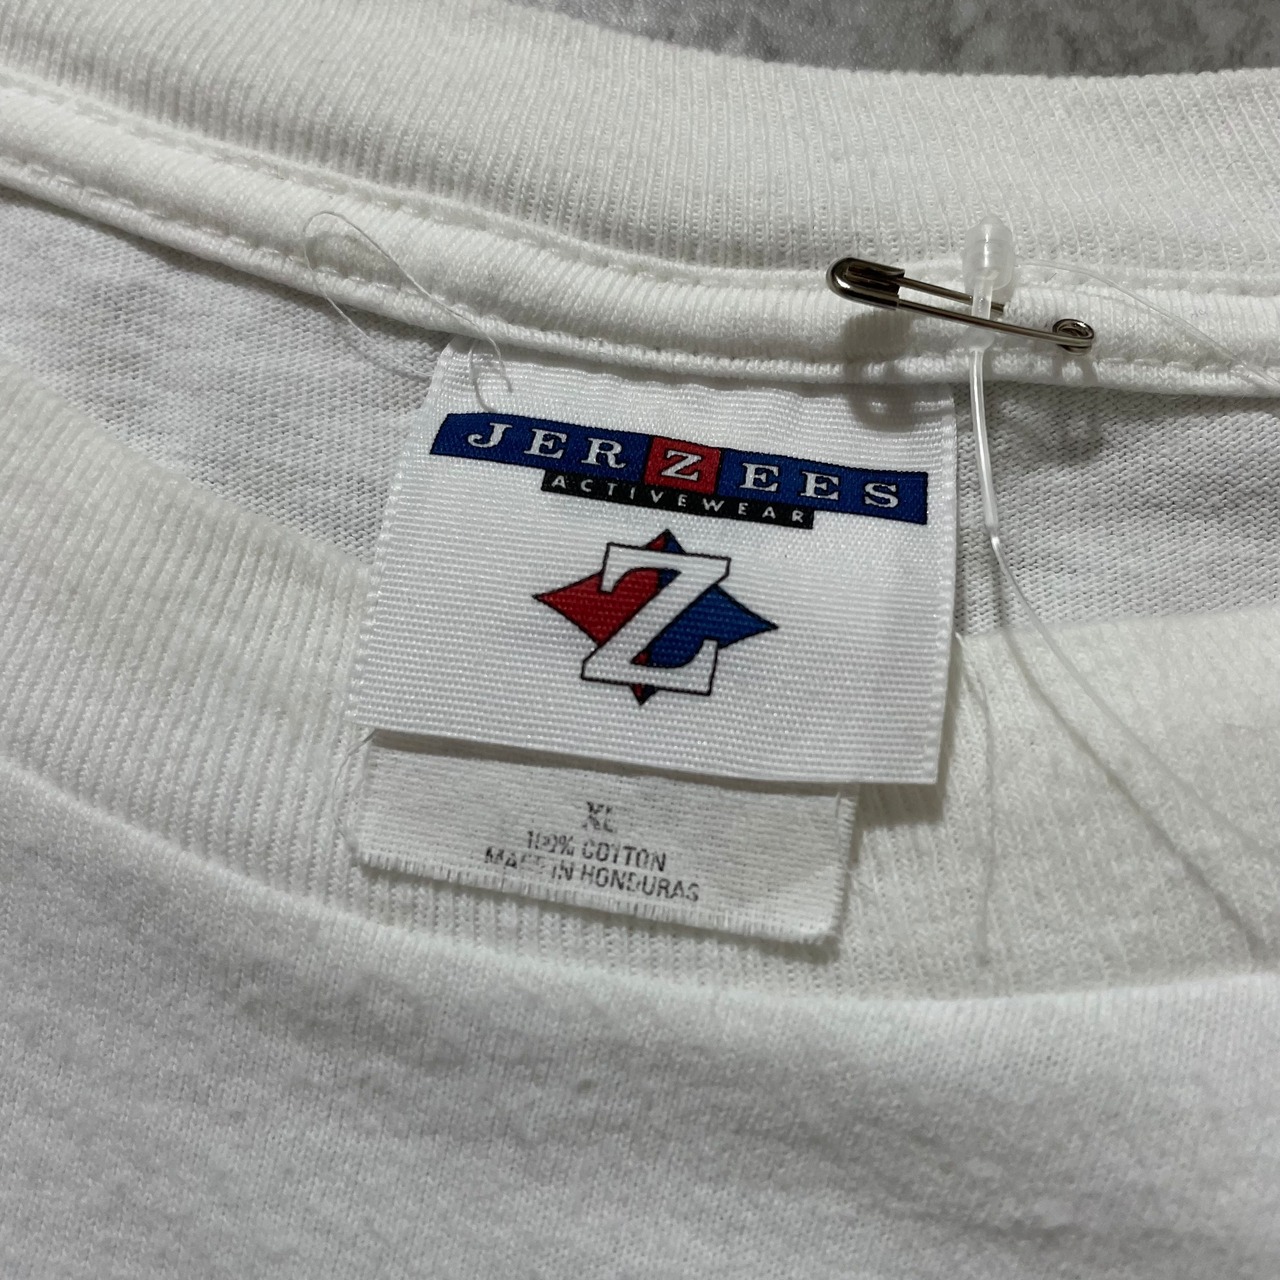 JERZEES
ACTIVEWEAR
Z
XL
100% COTTON
MADE IN HONDURAS